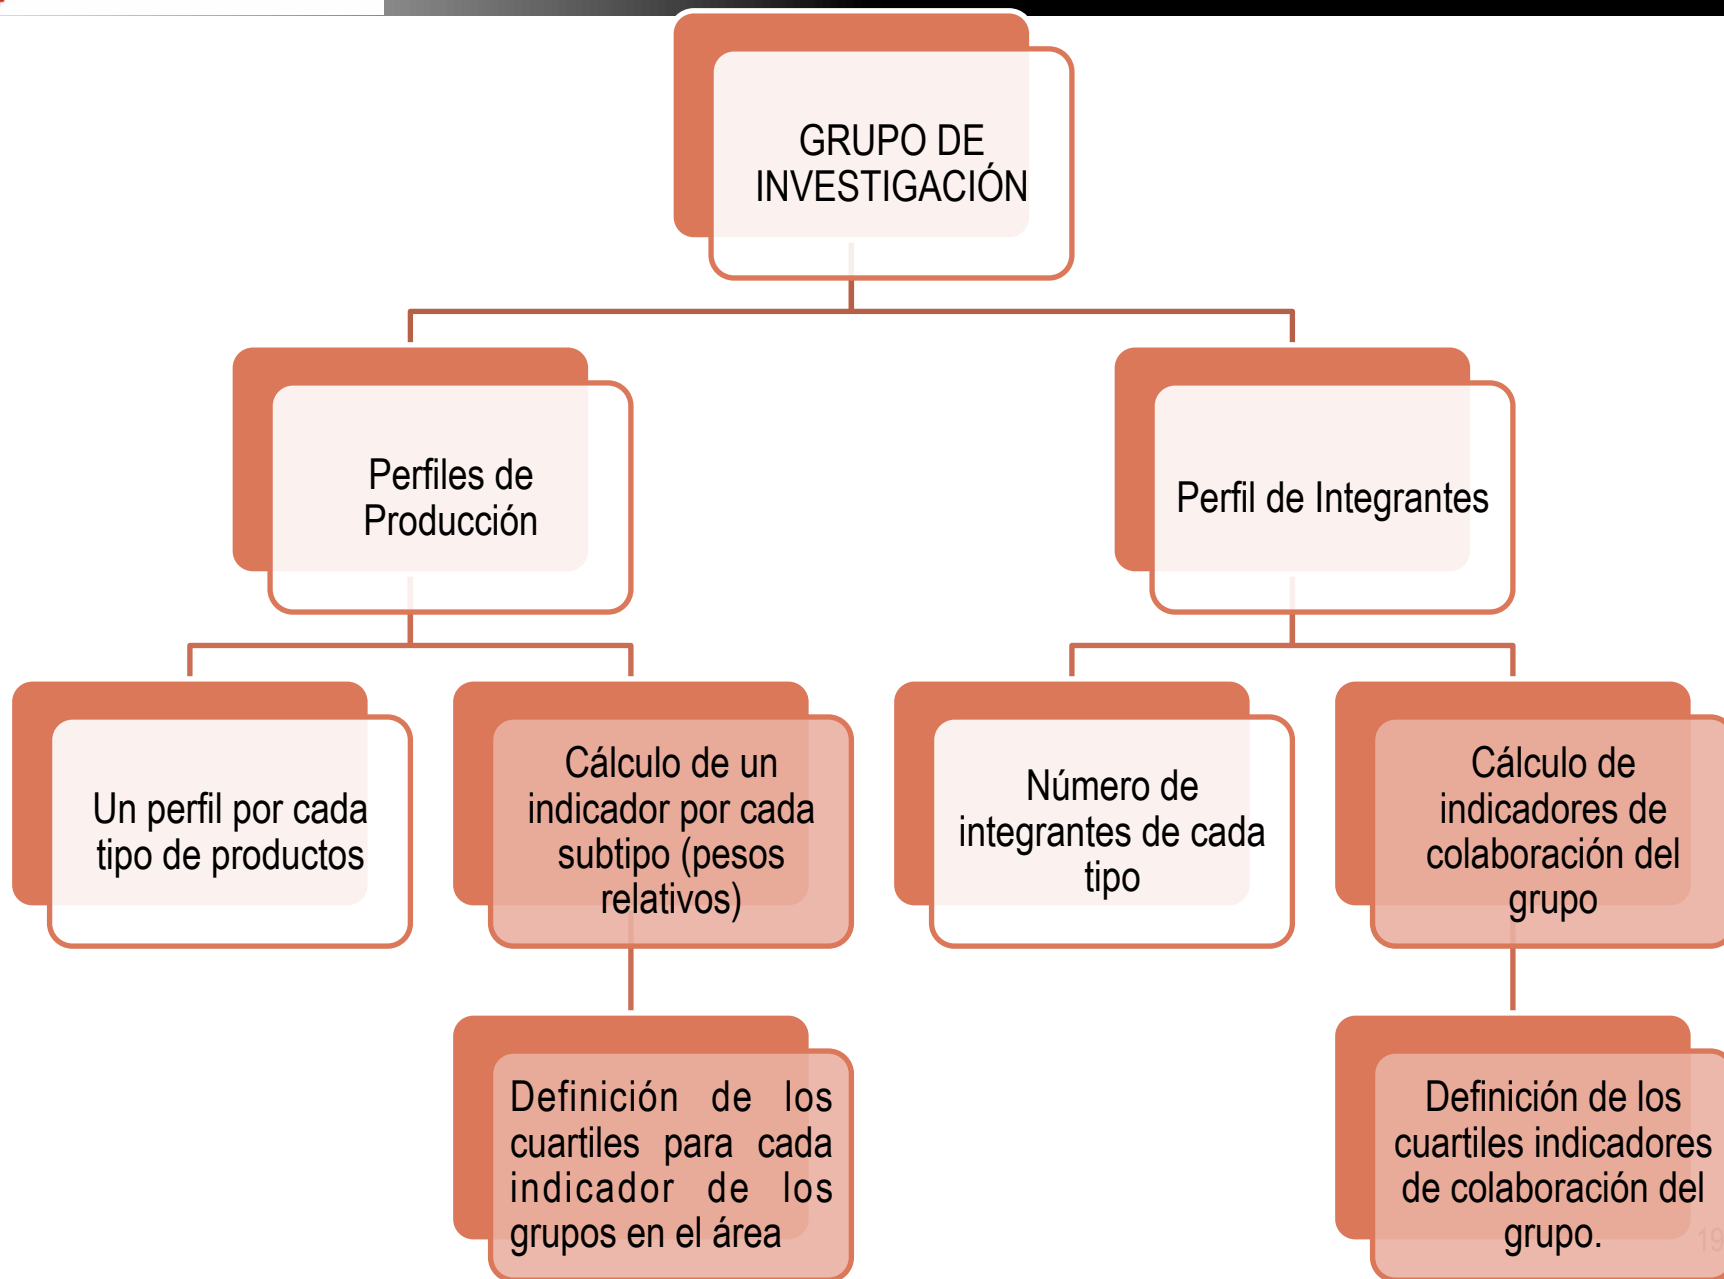 GRUPO DE
INVESTIGACIÓN
Perfiles de
Producción
Perfil de Integrantes
Un perfil por cada
tipo de productos
Cálculo de un
indicador por cada
subtipo (pesos
relativos)
Número de
integrantes de cada
tipo
Cálculo de
indicadores de
colaboración del
grupo
Definición de los
cuartiles para cada
indicador de los
grupos en el área
Definición de los
cuartiles indicadores
de colaboración del
grupo.
19